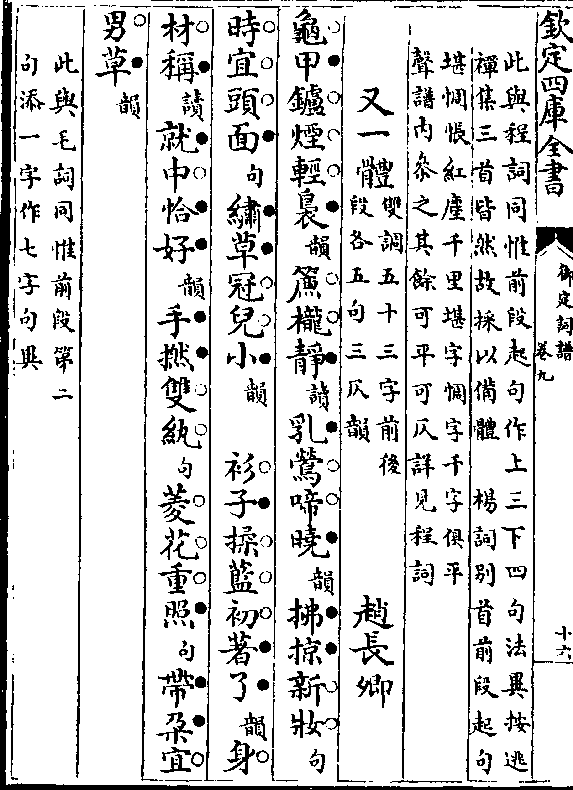 欽定四庫全書
御定詞譜 卷九
十六
此與程詞同惟前段起句作上三下四句法異按逃
禪集三首皆然故採以備體 楊詞別首前段起句
堪惆悵紅塵千里堪字惆字千字俱平
聲譜內叅之其餘可平可仄詳見程詞
又一體 雙調五十三字前後
段各五句三仄韻 趙長卿
龜甲鑪煙輕裊韻簾櫳靜讀乳鶯啼曉韻拂掠新妝句
時宜頭面句繡草冠兒小韻 衫子揉藍初著了韻身
材稱讀就中恰好韻手撚雙紈句菱花重照句帶朶宜
男草韻
此與毛詞同惟前段第二
句添一字作七字句異